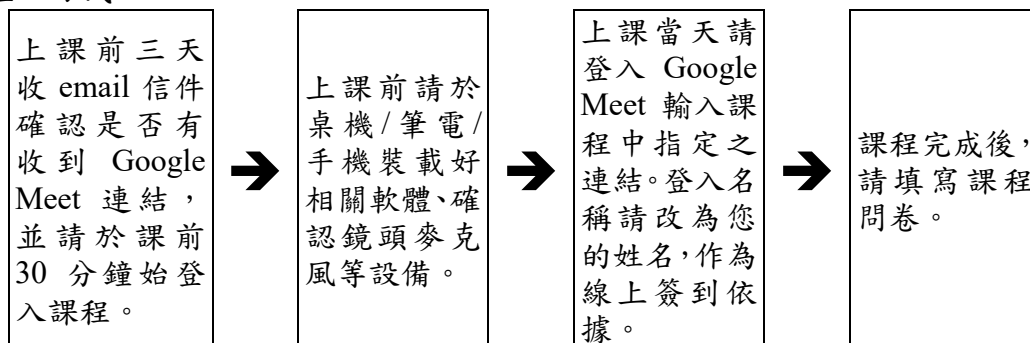 上課前三天
收 email 信件
確認是否有
收到 Google
Meet 連結，
並請於課前
30 分鐘始登
入課程。
上課前請於
桌機/筆電/
手機裝載好
相關軟體、確
認鏡頭麥克
風等設備。
上課當天請
登入 Google
Meet 輸入課
程中指定之
連結。登入名
稱請改為您
的姓名，作為
線上簽到依
據。
課程完成後，
請填寫課程
問卷。